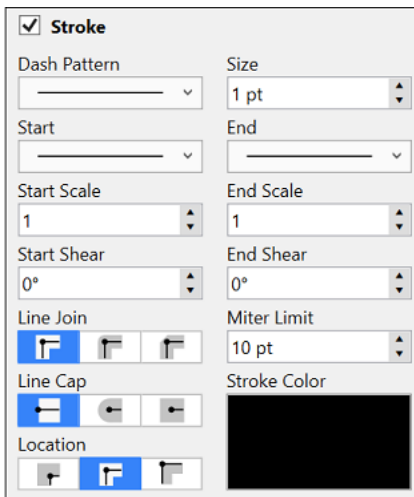 Stroke
Dash Pattern Size
1 pt
Start End
Start Scale End Scale
1 1
Start Shear End Shear
0° 0°
Line Join Miter Limit
10 pt
Line Cap Stroke Color
Location